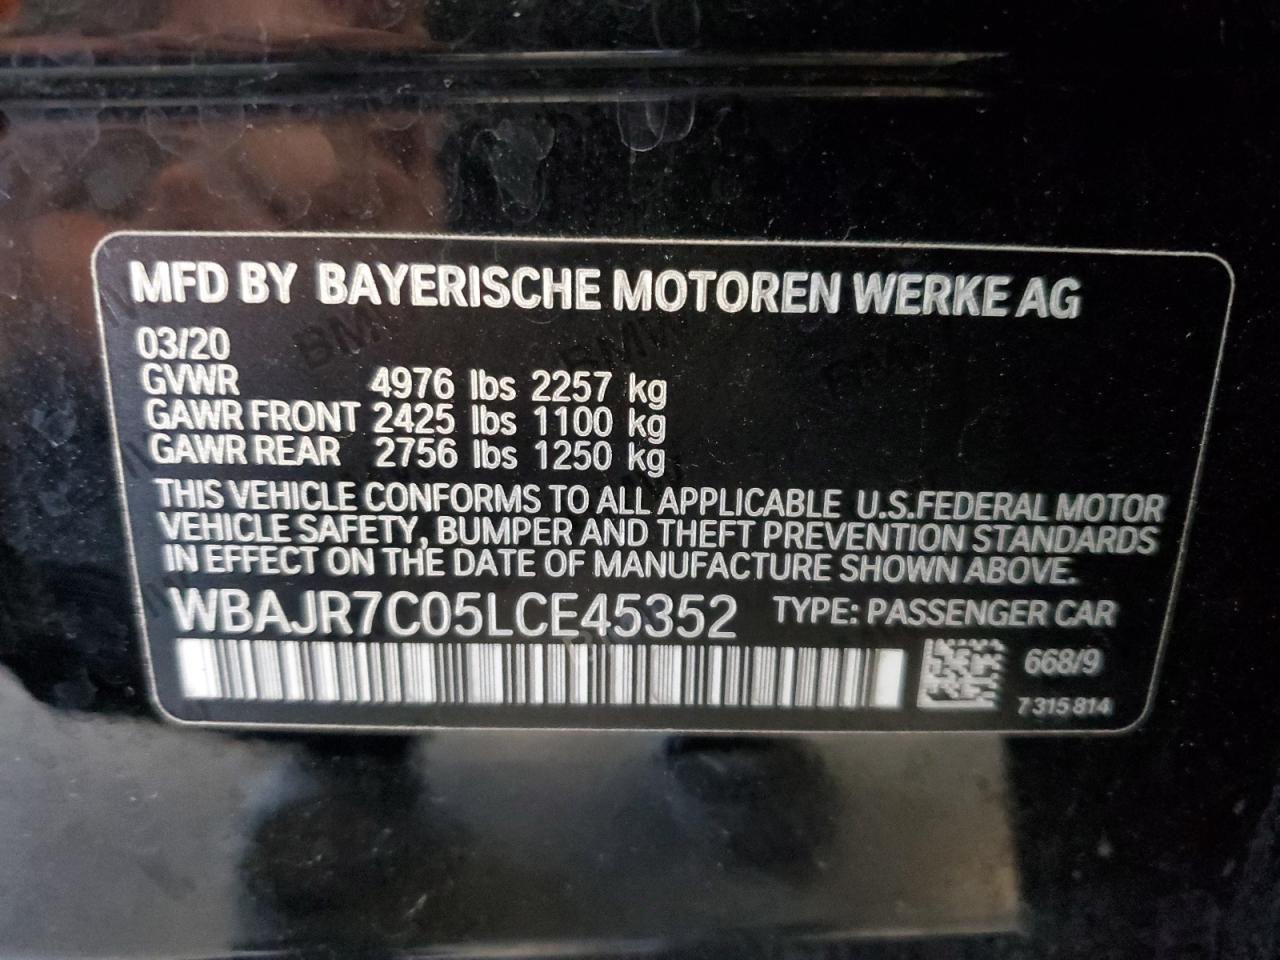 MFD BY BAYERISCHE MOTOREN WERKE AG
03/20
GVWR 4976 lbs 2257 kg
GAWR FRONT 2425 lbs 1100 kg
GAWR REAR 2756 lbs 1250 kg
THIS VEHICLE CONFORMS TO ALL APPLICABLE U.S.FEDERAL MOTOR
VEHICLE SAFETY, BUMPER AND THEFT PREVENTION STANDARDS
IN EFFECT ON THE DATE OF MANUFACTURE SHOWN ABOVE.
WBAJR7C05LCE45352 TYPE: PASSENGER CAR
668/9
7 315 814